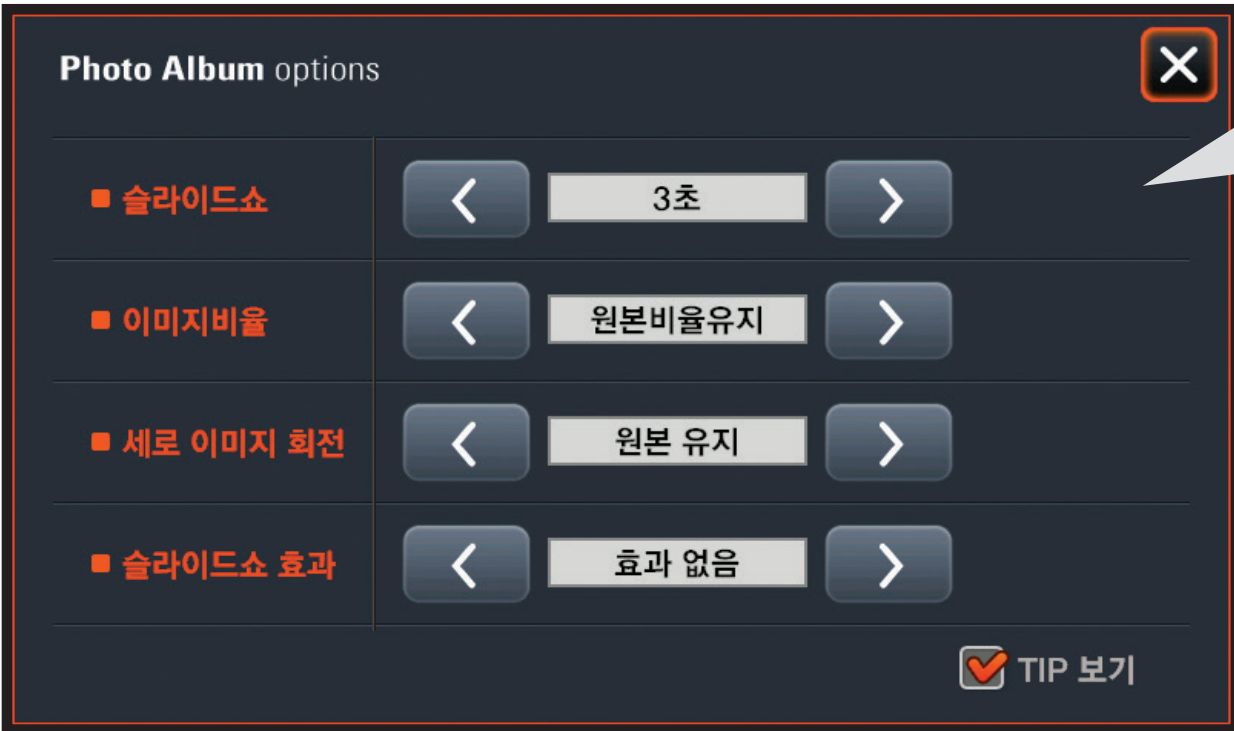 Photo Album options
슬라이드쇼
3초
이미지비율
원본비율유지
세로 이미지 회전
원본 유지
슬라이드쇼 효과
효과 없음
TIP 보기